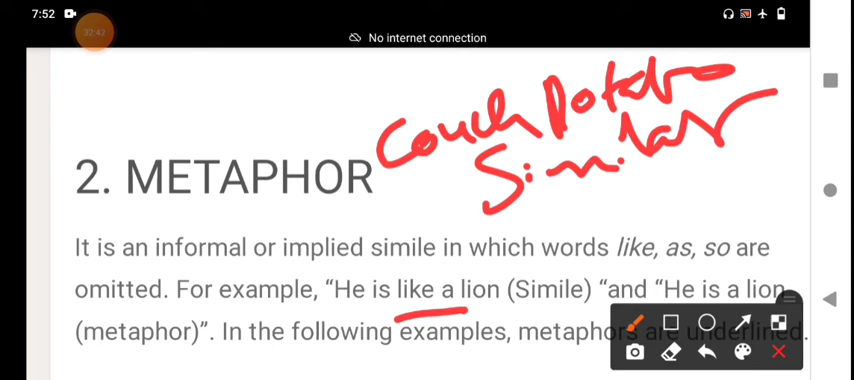 7:52
32:42
No internet connection
Couch Potato
Similar
2. METAPHOR
It is an informal or implied simile in which words like, as, so are
omitted. For example, “He is like a lion (Simile) “and “He is a lion
(metaphor)”. In the following examples, metaphors are underlined.